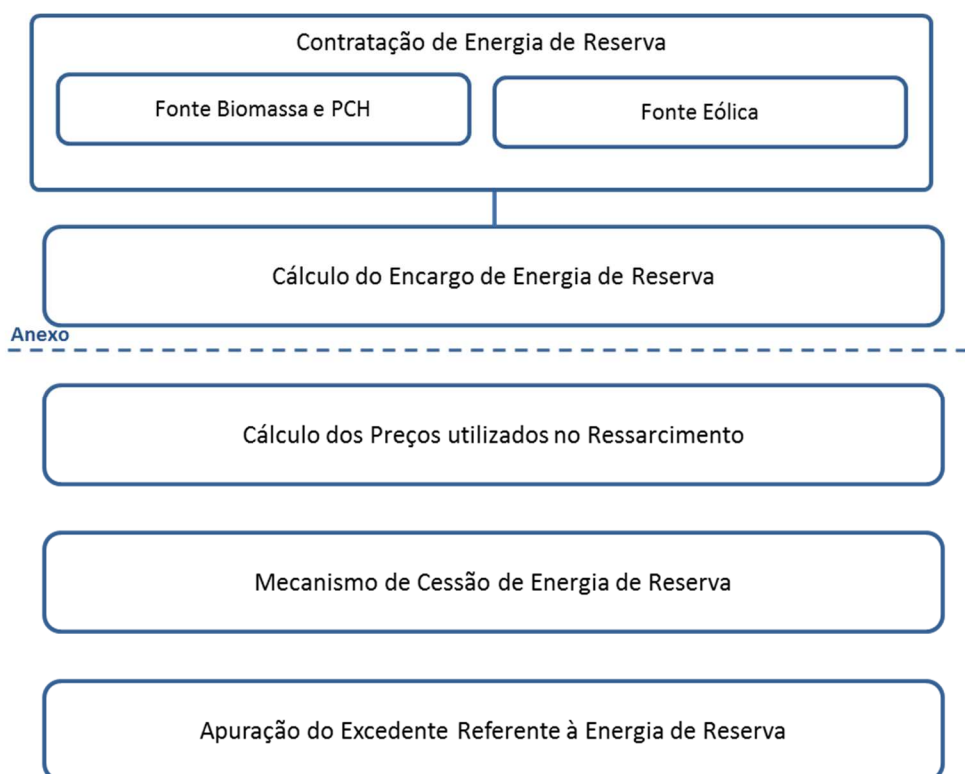 Contratação de Energia de Reserva
Fonte Biomassa e PCH
Fonte Eólica
Cálculo do Encargo de Energia de Reserva
Anexo
Cálculo dos Preços utilizados no Ressarcimento
Mecanismo de Cessão de Energia de Reserva
Apuração do Excedente Referente à Energia de Reserva